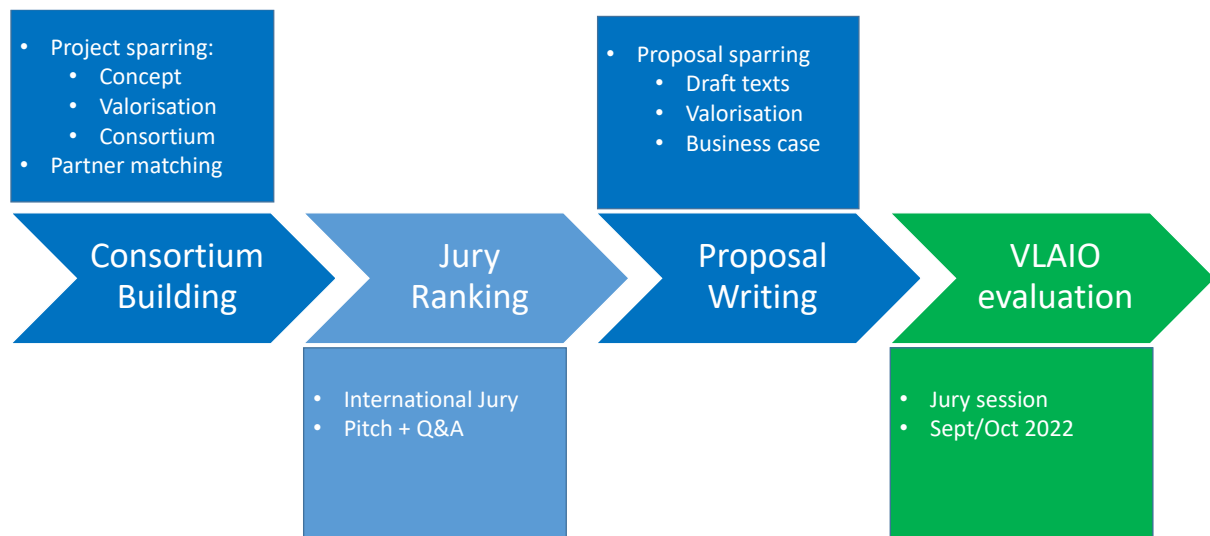 • Project sparring:
• Concept
• Valorisation
• Consortium
• Partner matching
• Proposal sparring
• Draft texts
• Valorisation
• Business case
Consortium
Building
Jury
Ranking
Proposal
Writing
VLAIO
evaluation
• International Jury
• Pitch + Q&A
• Jury session
• Sept/Oct 2022